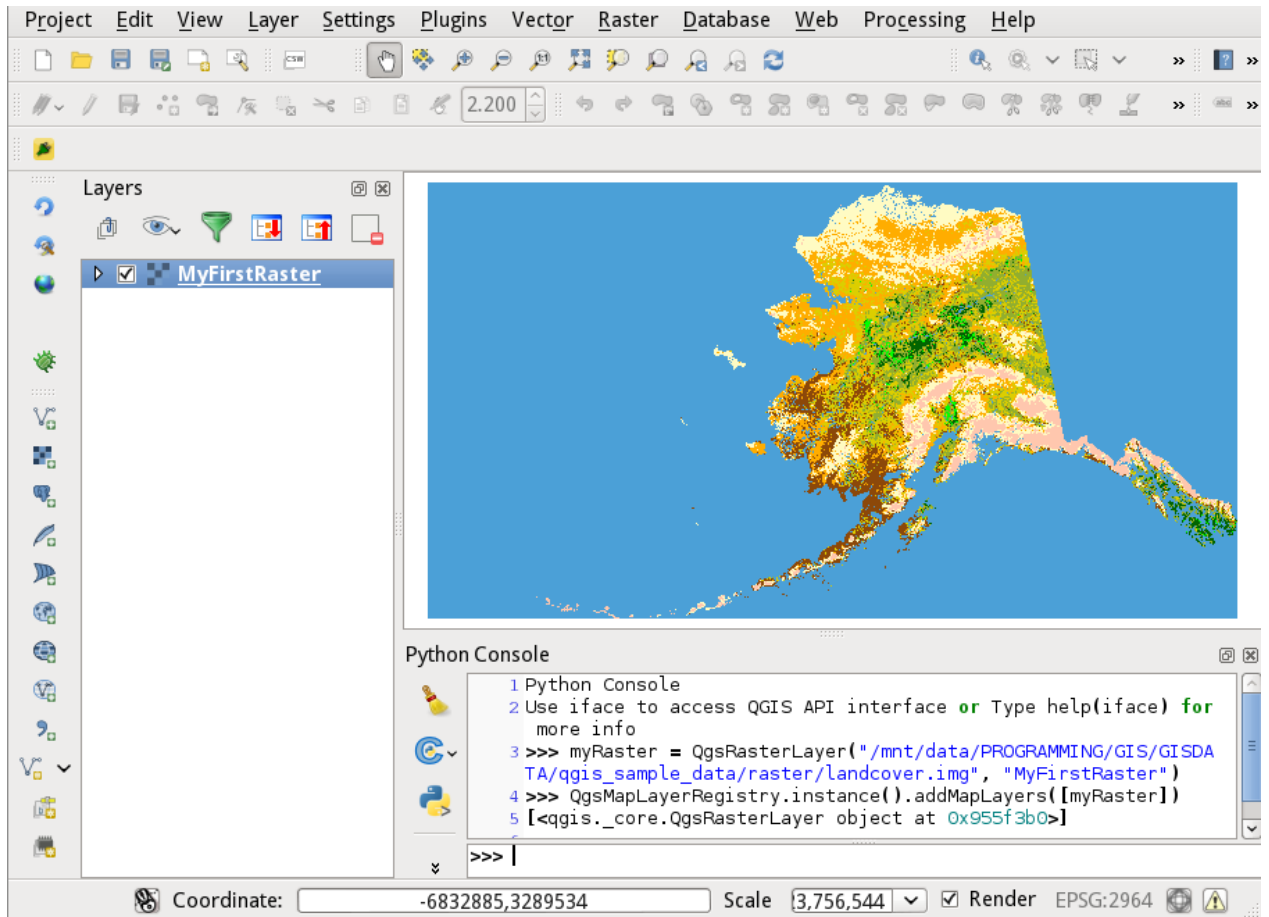 Project Edit View Layer Settings Plugins Vector Raster Database Web Processing Help
CSW
» ? »
2.200
» abc »
Layers
MyFirstRaster
Python Console
1 Python Console
2 Use iface to access QGIS API interface or Type help(iface) for
more info
3 >>> myRaster = QgsRasterLayer("/mnt/data/PROGRAMMING/GIS/GISDA
TA/qgis_sample_data/raster/landcover.img", "MyFirstRaster")
4 >>> QgsMapLayerRegistry.instance().addMapLayers([myRaster])
5 [<qgis._core.QgsRasterLayer object at 0x955f3b0>]
>>>
Coordinate: -6832885,3289534 Scale 3,756,544 Render EPSG:2964